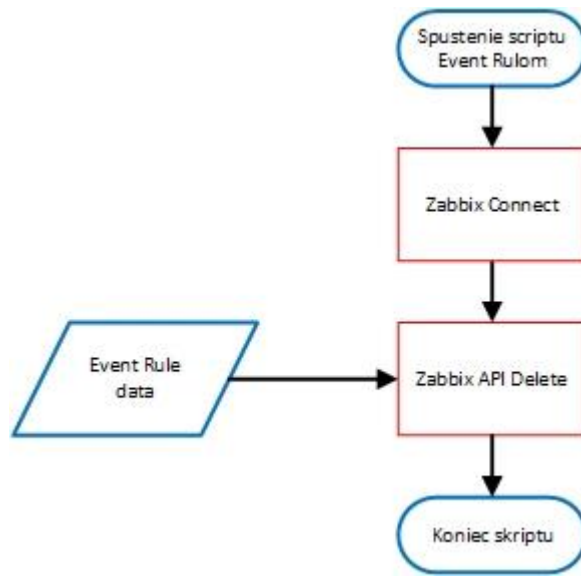 Spustenie scriptu
Event Rulom
Zabbix Connect
Event Rule
data
Zabbix API Delete
Koniec skriptu